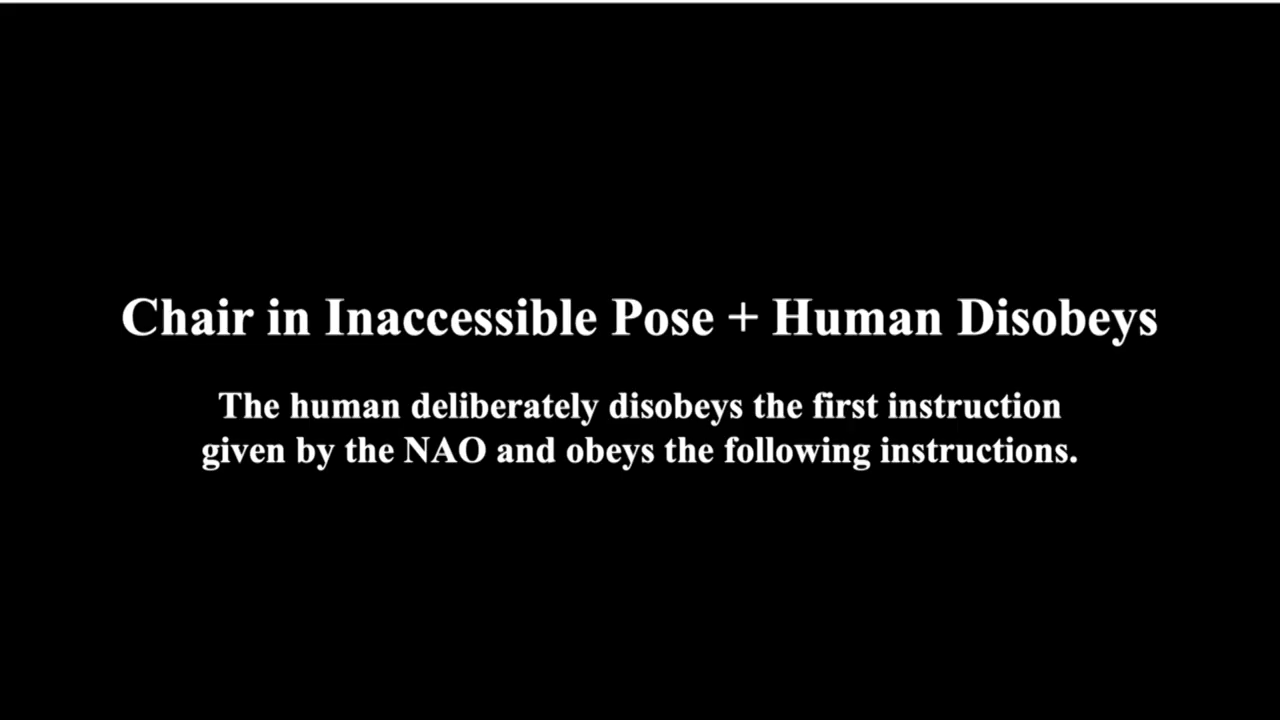 Chair in Inaccessible Pose + Human Disobeys
The human deliberately disobeys the first instruction
given by the NAO and obeys the following instructions.